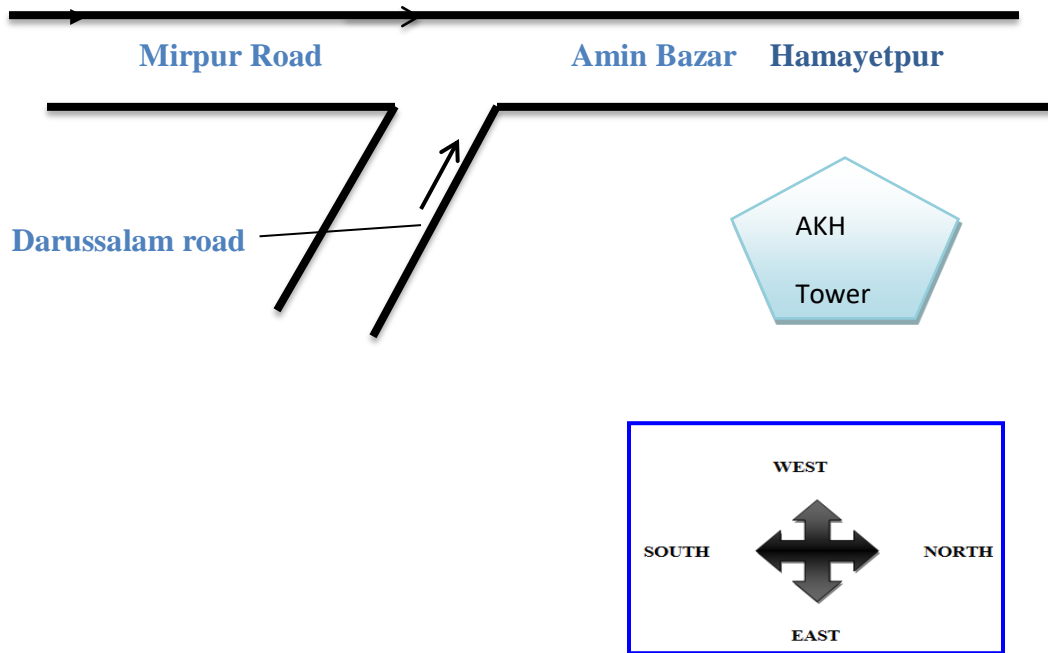 Mirpur Road Amin Bazar Hamayetpur
AKH
Darussalam road
Tower
WEST
SOUTH NORTH
EAST